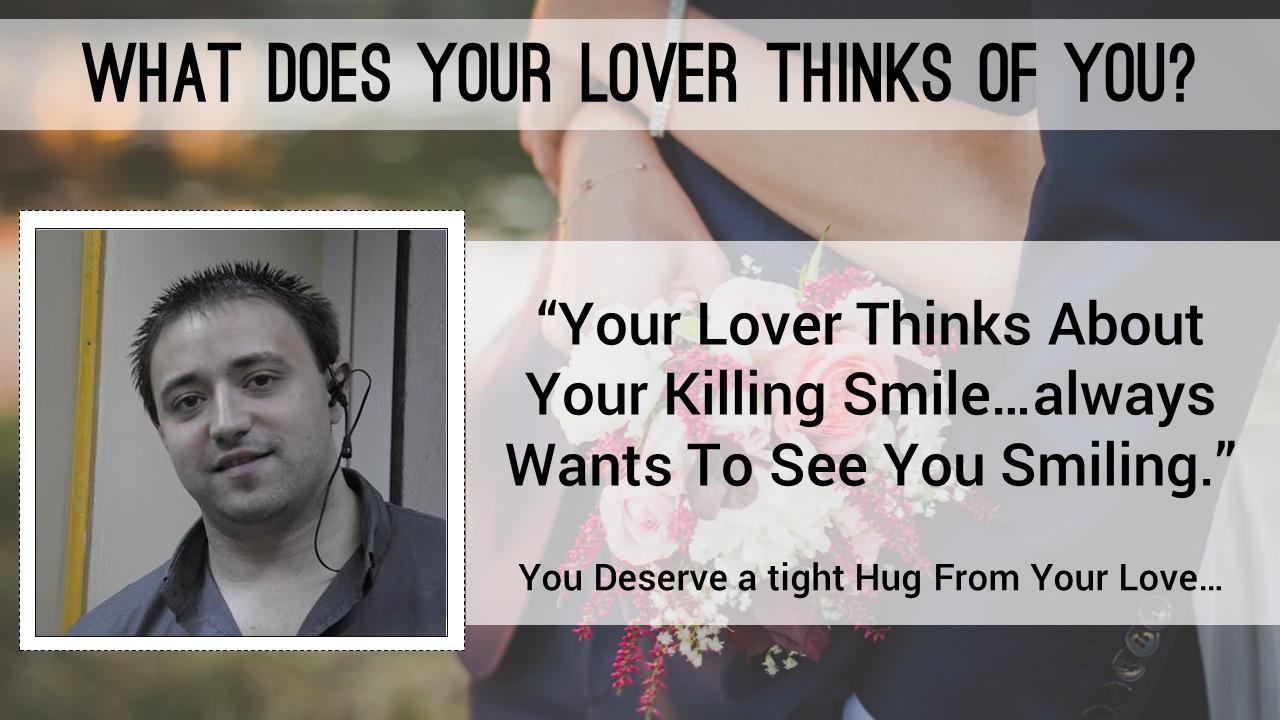 WHAT DOES YOUR LOVER THINKS OF YOU?
“Your Lover Thinks About
Your Killing Smile...always
Wants To See You Smiling.”
You Deserve a tight Hug From Your Love...